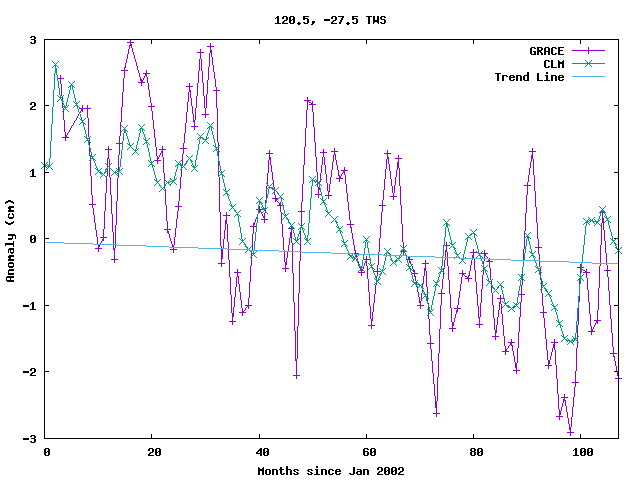 120.5, -27.5 TWS
GRACE
CLM
Trend Line
3
2
1
0
-1
-2
-3
Anomaly (cm)
0 20 40 60 80 100
Months since Jan 2002